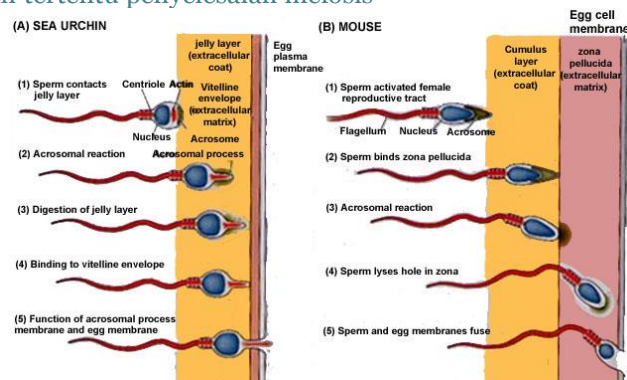 tertentu penyelesaian meiosis
(A) SEA URCHIN
jelly layer
(extracellular
coat)
Egg
plasma
membrane
(1) Sperm contacts
jelly layer
Centriole Actin
Vitelline
envelope
(extracellular
matrix)
Nucleus
Acrosome
(2) Acrosomal reaction
Acrosomal process
(3) Digestion of jelly layer
(4) Binding to vitelline envelope
(5) Function of acrosomal process
membrane and egg membrane
(B) MOUSE
Egg cell
membrane
Cumulus
layer
(extracellular
coat)
zona
pellucida
(extracellular
matrix)
(1) Sperm activated female
reproductive tract
Flagellum Nucleus Acrosome
(2) Sperm binds zona pellucida
(3) Acrosomal reaction
(4) Sperm lyses hole in zona
(5) Sperm and egg membranes fuse